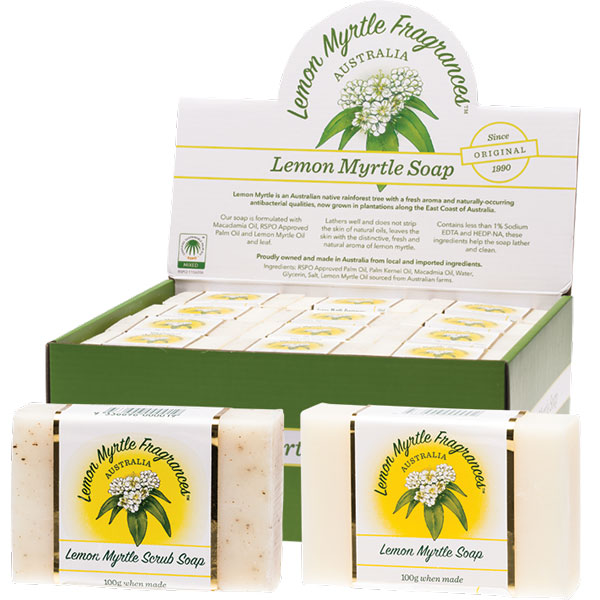 Lemon Myrtle Fragrances™
AUSTRALIA
Lemon Myrtle Soap
Since
ORIGINAL
1990
Lemon Myrtle is an Australian native rainforest tree with a fresh aroma and naturally-occurring
antibacterial qualities, now grown in plantations along the East Coast of Australia.
Our soap is formulated with
Macadamia Oil, RSPO Approved
Palm Oil and Lemon Myrtle Oil
and leaf.
Lathers well and does not strip
the skin of natural oils, leaves the
skin with the distinctive, fresh and
natural aroma of lemon myrtle.
Contains less than 1% Sodium
EDTA and HEDP-NA, these
ingredients help the soap lather
and clean.
MIXED
Proudly owned and made in Australia from local and imported ingredients.
Ingredients: RSPO Approved Palm Oil, Palm Kernel Oil, Macadmia Oil, Water,
Glycerin, Salt, Lemon Myrtle Oil sourced from Australian farms.
Lemon Myrtle Fragrances™
AUSTRALIA
Lemon Myrtle Scrub Soap
100g when made
Lemon Myrtle Fragrances™
AUSTRALIA
Lemon Myrtle Soap
100g when made